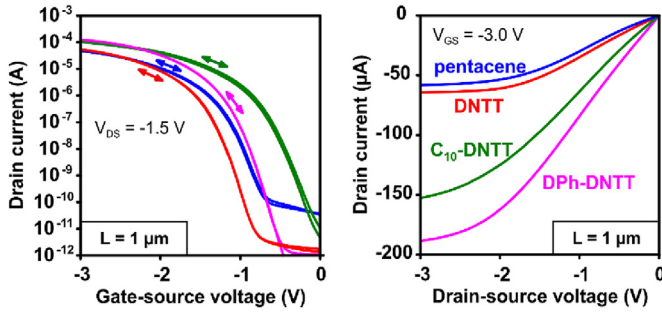 Drain current (A)
10⁻³
10⁻⁴
10⁻⁵
10⁻⁶
10⁻⁷
10⁻⁸
10⁻⁹
10⁻¹⁰
10⁻¹¹
10⁻¹²
V_DS = -1.5 V
L = 1 µm
-3
-2
-1
0
Gate-source voltage (V)
Drain current (µA)
0
-50
-100
-150
-200
V_GS = -3.0 V
pentacene
DNTT
C₁₀-DNTT
DPh-DNTT
L = 1 µm
-3
-2
-1
0
Drain-source voltage (V)